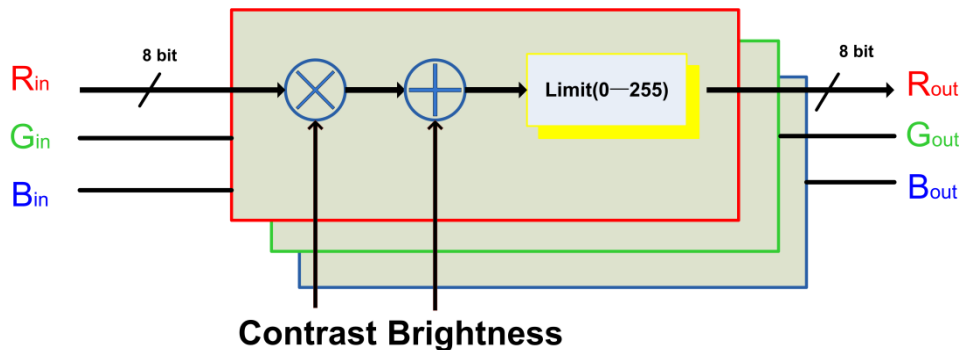 8 bit
8 bit
Rin
Limit(0—255)
Rout
Gin
Gout
Bin
Bout
Contrast Brightness